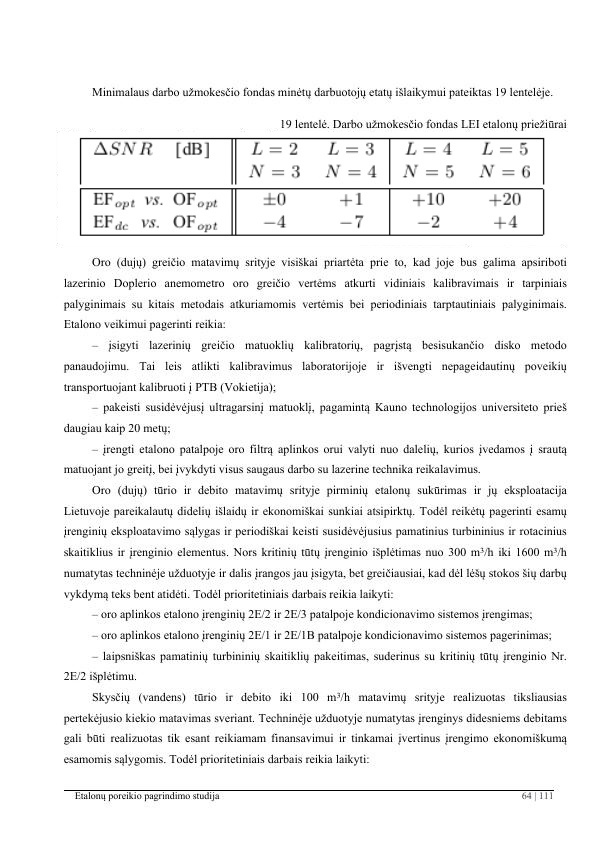 Minimalaus darbo užmokesčio fondas minėtų darbuotojų etatų išlaikymui pateiktas 19 lentelėje.
19 lentelė. Darbo užmokesčio fondas LEI etalonų priežiūrai
ΔSNR [dB] L = 2 L = 3 L = 4 L = 5
N = 3 N = 4 N = 5 N = 6
EF_opt vs. OF_opt ±0 +1 +10 +20
EF_dc vs. OF_opt −4 −7 −2 +4
Oro (dujų) greičio matavimų srityje visiškai priartėta prie to, kad joje bus galima apsiriboti
lazerinio Doplerio anemometro oro greičio vertėms atkurti vidiniais kalibravimais ir tarpiniais
palyginimais su kitais metodais atkuriamomis vertėmis bei periodiniais tarptautiniais palyginimais.
Etalono veikimui pagerinti reikia:
– įsigyti lazerinių greičio matuoklių kalibratorių, pagrįstą besisukančio disko metodo
panaudojimu. Tai leis atlikti kalibravimus laboratorijoje ir išvengti nepageidautinų poveikių
transportuojant kalibruoti į PTB (Vokietija);
– pakeisti susidėvėjusį ultragarsinį matuoklį, pagamintą Kauno technologijos universiteto prieš
daugiau kaip 20 metų;
– įrengti etalono patalpoje oro filtrą aplinkos orui valyti nuo dalelių, kurios įvedamos į srautą
matuojant jo greitį, bei įvykdyti visus saugaus darbo su lazerine technika reikalavimus.
Oro (dujų) tūrio ir debito matavimų srityje pirminių etalonų sukūrimas ir jų eksploatacija
Lietuvoje pareikalautų didelių išlaidų ir ekonomiškai sunkiai atsipirktų. Todėl reikėtų pagerinti esamų
įrenginių eksploatavimo sąlygas ir periodiškai keisti susidėvėjusius pamatinius turbininius ir rotacinius
skaitiklius ir įrenginio elementus. Nors kritinių tūtų įrenginio išplėtimas nuo 300 m³/h iki 1600 m³/h
numatytas techninėje užduotyje ir dalis įrangos jau įsigyta, bet greičiausiai, kad dėl lėšų stokos šių darbų
vykdymą teks bent atidėti. Todėl prioritetiniais darbais reikia laikyti:
– oro aplinkos etalono įrenginių 2E/2 ir 2E/3 patalpoje kondicionavimo sistemos įrengimas;
– oro aplinkos etalono įrenginių 2E/1 ir 2E/1B patalpoje kondicionavimo sistemos pagerinimas;
– laipsniškas pamatinių turbininių skaitiklių pakeitimas, suderinus su kritinių tūtų įrenginio Nr.
2E/2 išplėtimu.
Skysčių (vandens) tūrio ir debito iki 100 m³/h matavimų srityje realizuotas tiksliausias
pertekėjusio kiekio matavimas sveriant. Techninėje užduotyje numatytas įrenginys didesniems debitams
gali būti realizuotas tik esant reikiamam finansavimui ir tinkamai įvertinus įrengimo ekonomiškumą
esamomis sąlygomis. Todėl prioritetiniais darbais reikia laikyti:
Etalonų poreikio pagrindimo studija 64 | 111